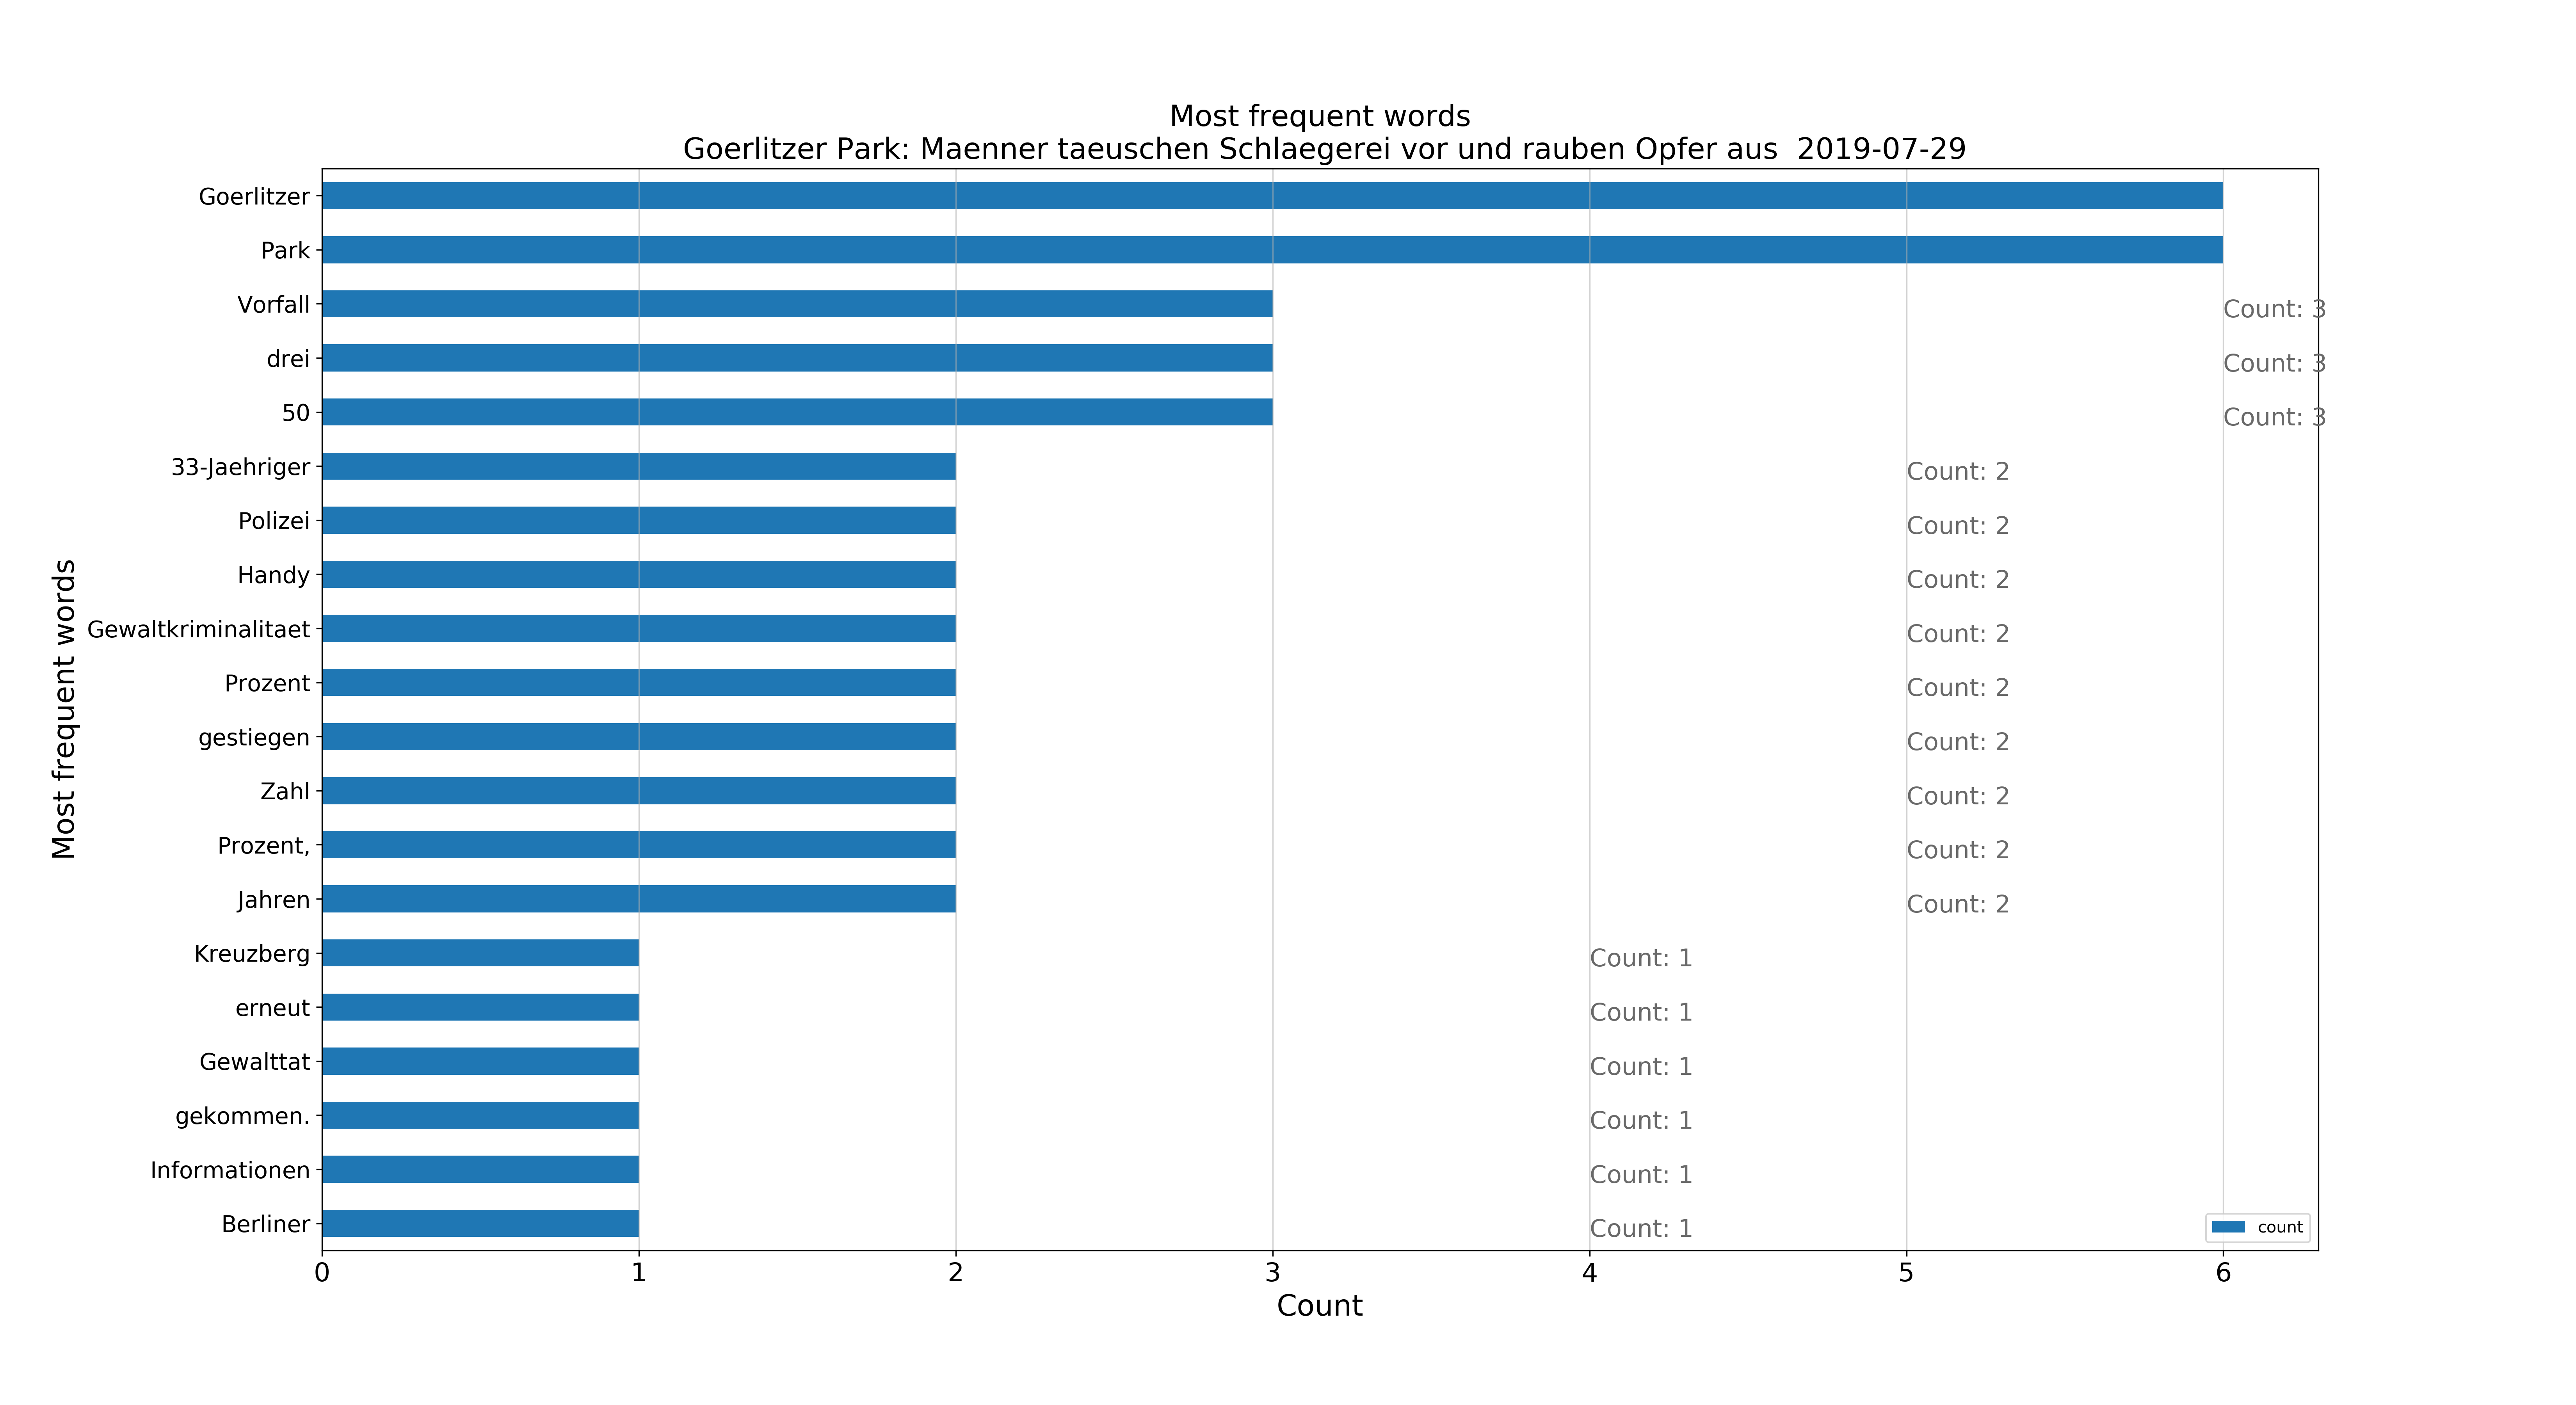 Most frequent words
Goerlitzer Park: Maenner taeuschen Schlaegerei vor und rauben Opfer aus  2019-07-29
Goerlitzer
Park
Vorfall Count: 3
drei Count: 3
50 Count: 3
33-Jaehriger Count: 2
Polizei Count: 2
Handy Count: 2
Gewaltkriminalitaet Count: 2
Prozent Count: 2
gestiegen Count: 2
Zahl Count: 2
Prozent, Count: 2
Jahren Count: 2
Kreuzberg Count: 1
erneut Count: 1
Gewalttat Count: 1
gekommen. Count: 1
Informationen Count: 1
Berliner Count: 1
Most frequent words
count
0 1 2 3 4 5 6
Count